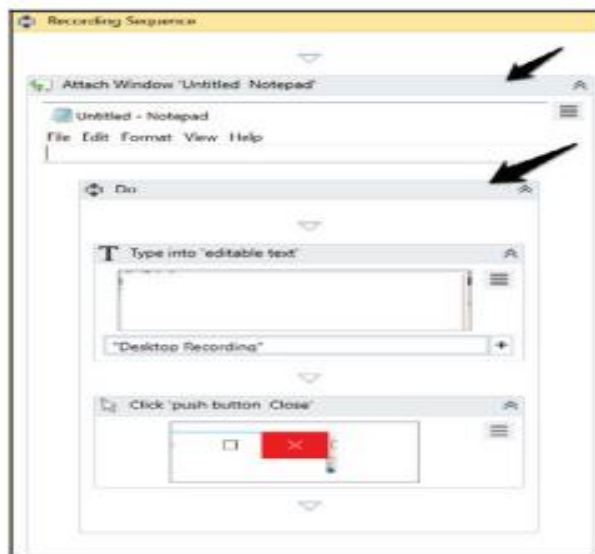 Recording Sequence
Attach Window 'Untitled Notepad'
Untitled - Notepad
File Edit Format View Help
Do
Type into 'editable text'
"Desktop Recording"
Click 'push button Close'